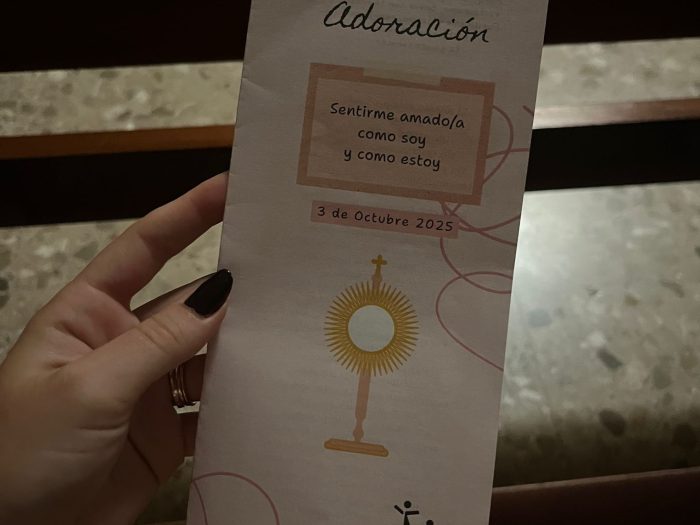 Adoración
Sentirme amado/a
como soy
y como estoy
3 de Octubre 2025